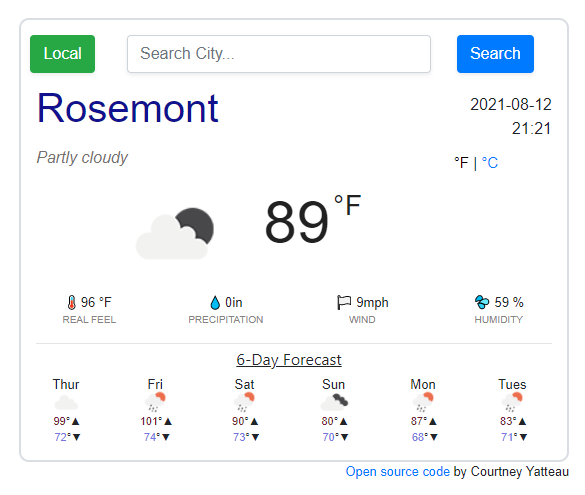 Local Search City... Search
Rosemont
2021-08-12
21:21
Partly cloudy
°F | °C
89 °F
96 °F 0in 9mph 59 %
REAL FEEL PRECIPITATION WIND HUMIDITY
6-Day Forecast
Thur Fri Sat Sun Mon Tues
99°▲ 101°▲ 90°▲ 80°▲ 87°▲ 83°▲
72°▼ 74°▼ 73°▼ 70°▼ 68°▼ 71°▼
Open source code by Courtney Yatteau